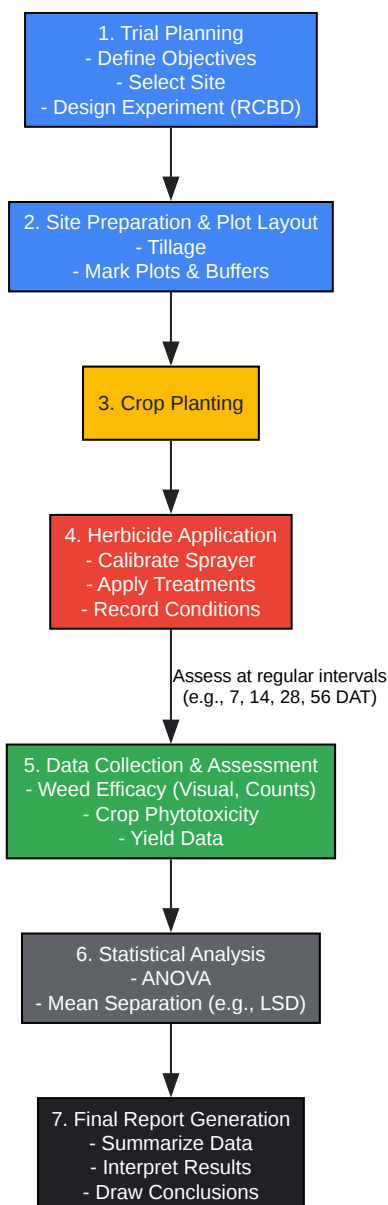 1. Trial Planning
- Define Objectives
- Select Site
- Design Experiment (RCBD)
2. Site Preparation & Plot Layout
- Tillage
- Mark Plots & Buffers
3. Crop Planting
4. Herbicide Application
- Calibrate Sprayer
- Apply Treatments
- Record Conditions
Assess at regular intervals
(e.g., 7, 14, 28, 56 DAT)
5. Data Collection & Assessment
- Weed Efficacy (Visual, Counts)
- Crop Phytotoxicity
- Yield Data
6. Statistical Analysis
- ANOVA
- Mean Separation (e.g., LSD)
7. Final Report Generation
- Summarize Data
- Interpret Results
- Draw Conclusions